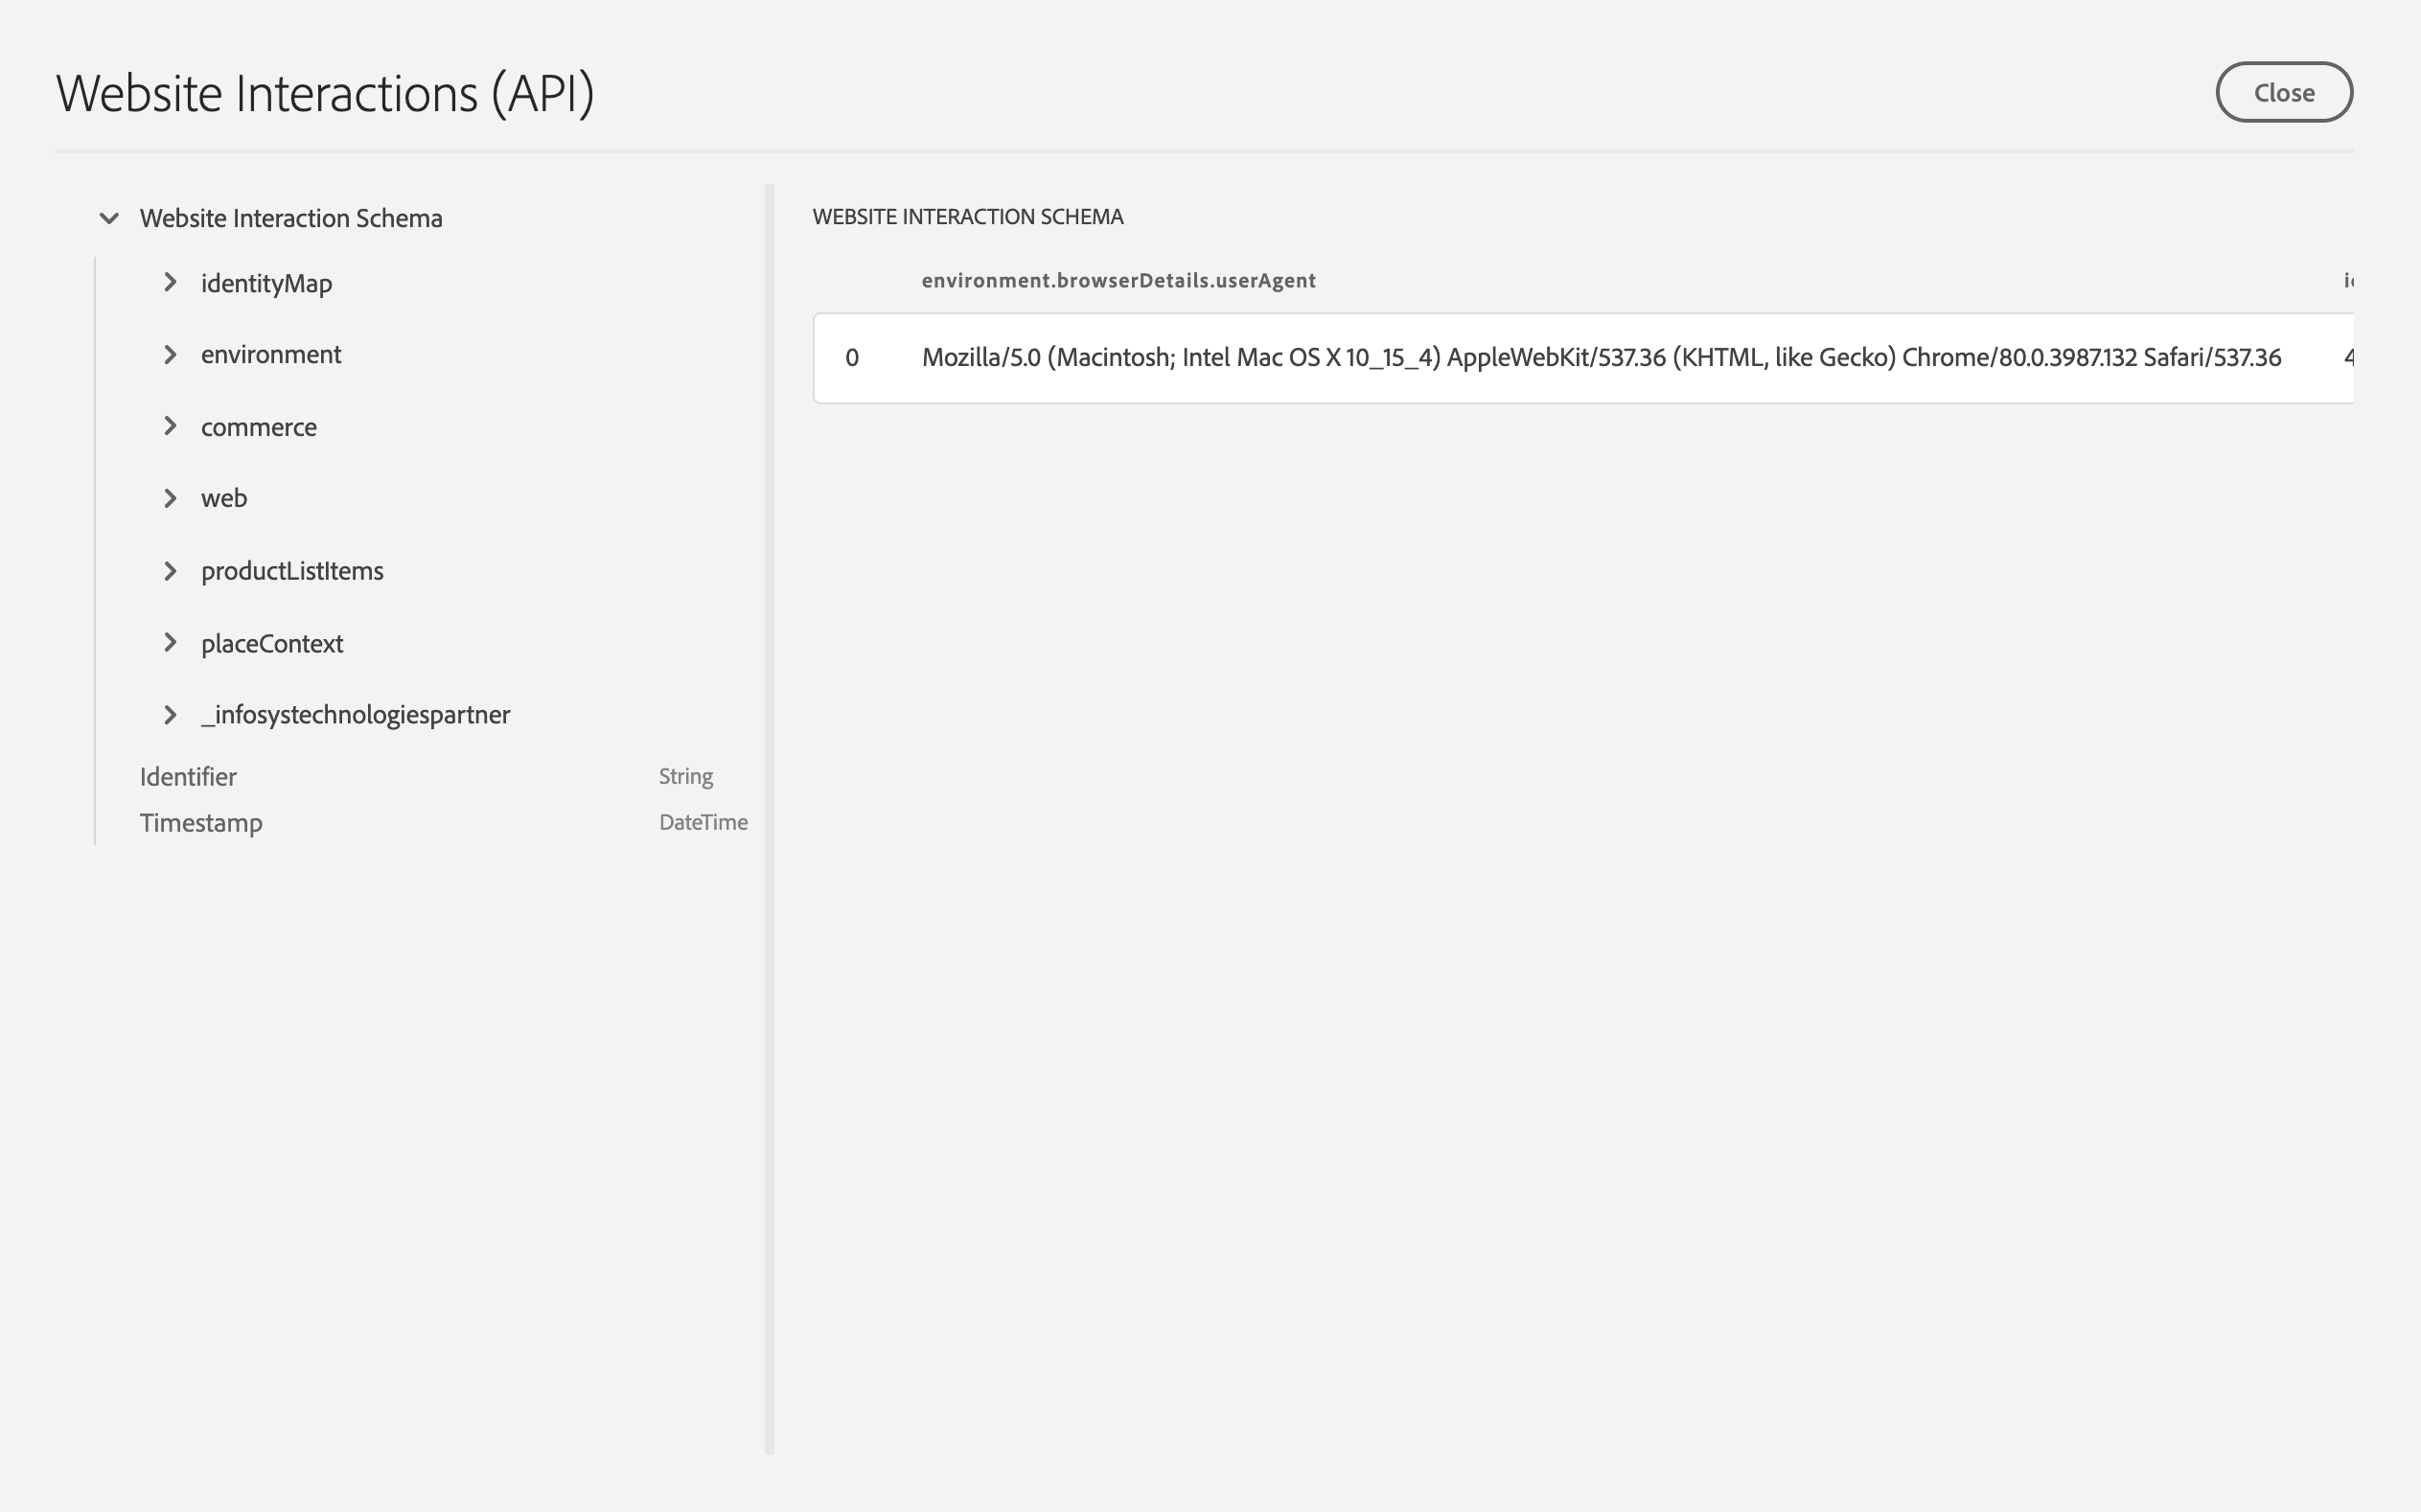 Website Interactions (API)
Close
Website Interaction Schema
identityMap
environment
commerce
web
productListItems
placeContext
_infosystechnologiespartner
Identifier String
Timestamp DateTime
WEBSITE INTERACTION SCHEMA
environment.browserDetails.userAgent
0 Mozilla/5.0 (Macintosh; Intel Mac OS X 10_15_4) AppleWebKit/537.36 (KHTML, like Gecko) Chrome/80.0.3987.132 Safari/537.36